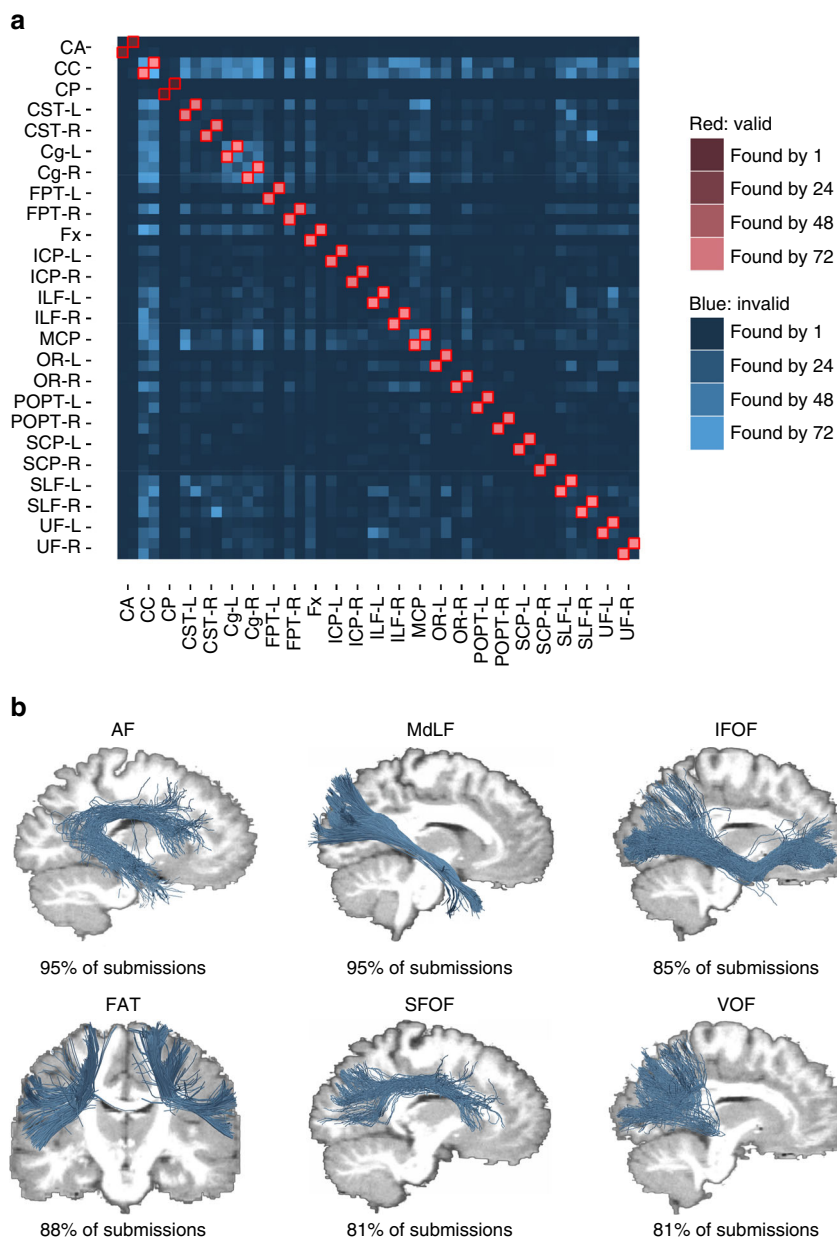 a
CA -
CC -
CP -
CST-L -
CST-R -
Cg-L -
Cg-R -
FPT-L -
FPT-R -
Fx -
ICP-L -
ICP-R -
ILF-L -
ILF-R -
MCP -
OR-L -
OR-R -
POPT-L -
POPT-R -
SCP-L -
SCP-R -
SLF-L -
SLF-R -
UF-L -
UF-R -
CA -
CC -
CP -
CST-L -
CST-R -
Cg-L -
Cg-R -
FPT-L -
FPT-R -
Fx -
ICP-L -
ICP-R -
ILF-L -
ILF-R -
MCP -
OR-L -
OR-R -
POPT-L -
POPT-R -
SCP-L -
SCP-R -
SLF-L -
SLF-R -
UF-L -
UF-R -
Red: valid
Found by 1
Found by 24
Found by 48
Found by 72
Blue: invalid
Found by 1
Found by 24
Found by 48
Found by 72
b
AF
MdLF
IFOF
95% of submissions
95% of submissions
85% of submissions
FAT
SFOF
VOF
88% of submissions
81% of submissions
81% of submissions